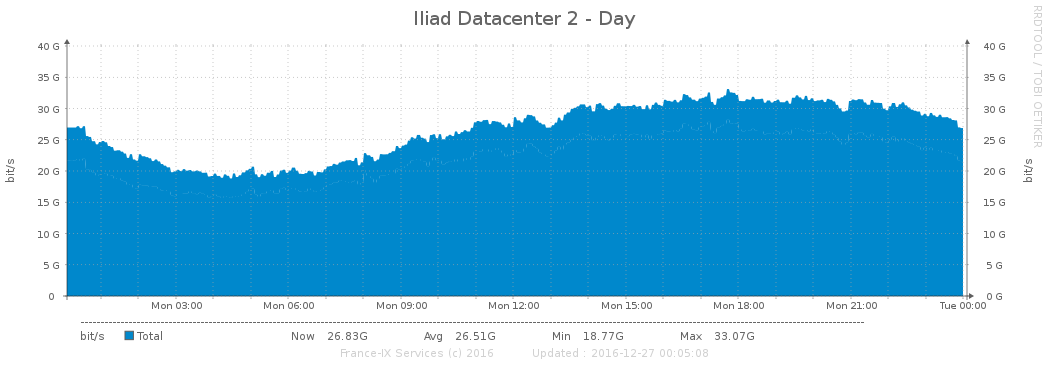 Iliad Datacenter 2 - Day
RRDTOOL / TOBI OETIKER
40 G 40 G
35 G 35 G
30 G 30 G
25 G 25 G
20 G 20 G
15 G 15 G
10 G 10 G
5 G 5 G
0 0 G
bit/s bit/s
Mon 03:00 Mon 06:00 Mon 09:00 Mon 12:00 Mon 15:00 Mon 18:00 Mon 21:00 Tue 00:00
bit/s Total Now 26.83G Avg 26.51G Min 18.77G Max 33.07G
France-IX Services (c) 2016 Updated : 2016-12-27 00:05:08